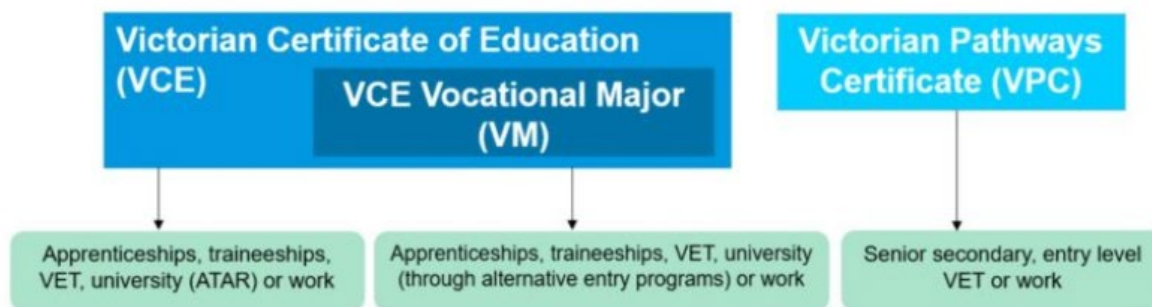 Victorian Certificate of Education
(VCE)
VCE Vocational Major
(VM)
Victorian Pathways
Certificate (VPC)
Apprenticeships, traineeships,
VET, university (ATAR) or work
Apprenticeships, traineeships, VET, university
(through alternative entry programs) or work
Senior secondary, entry level
VET or work